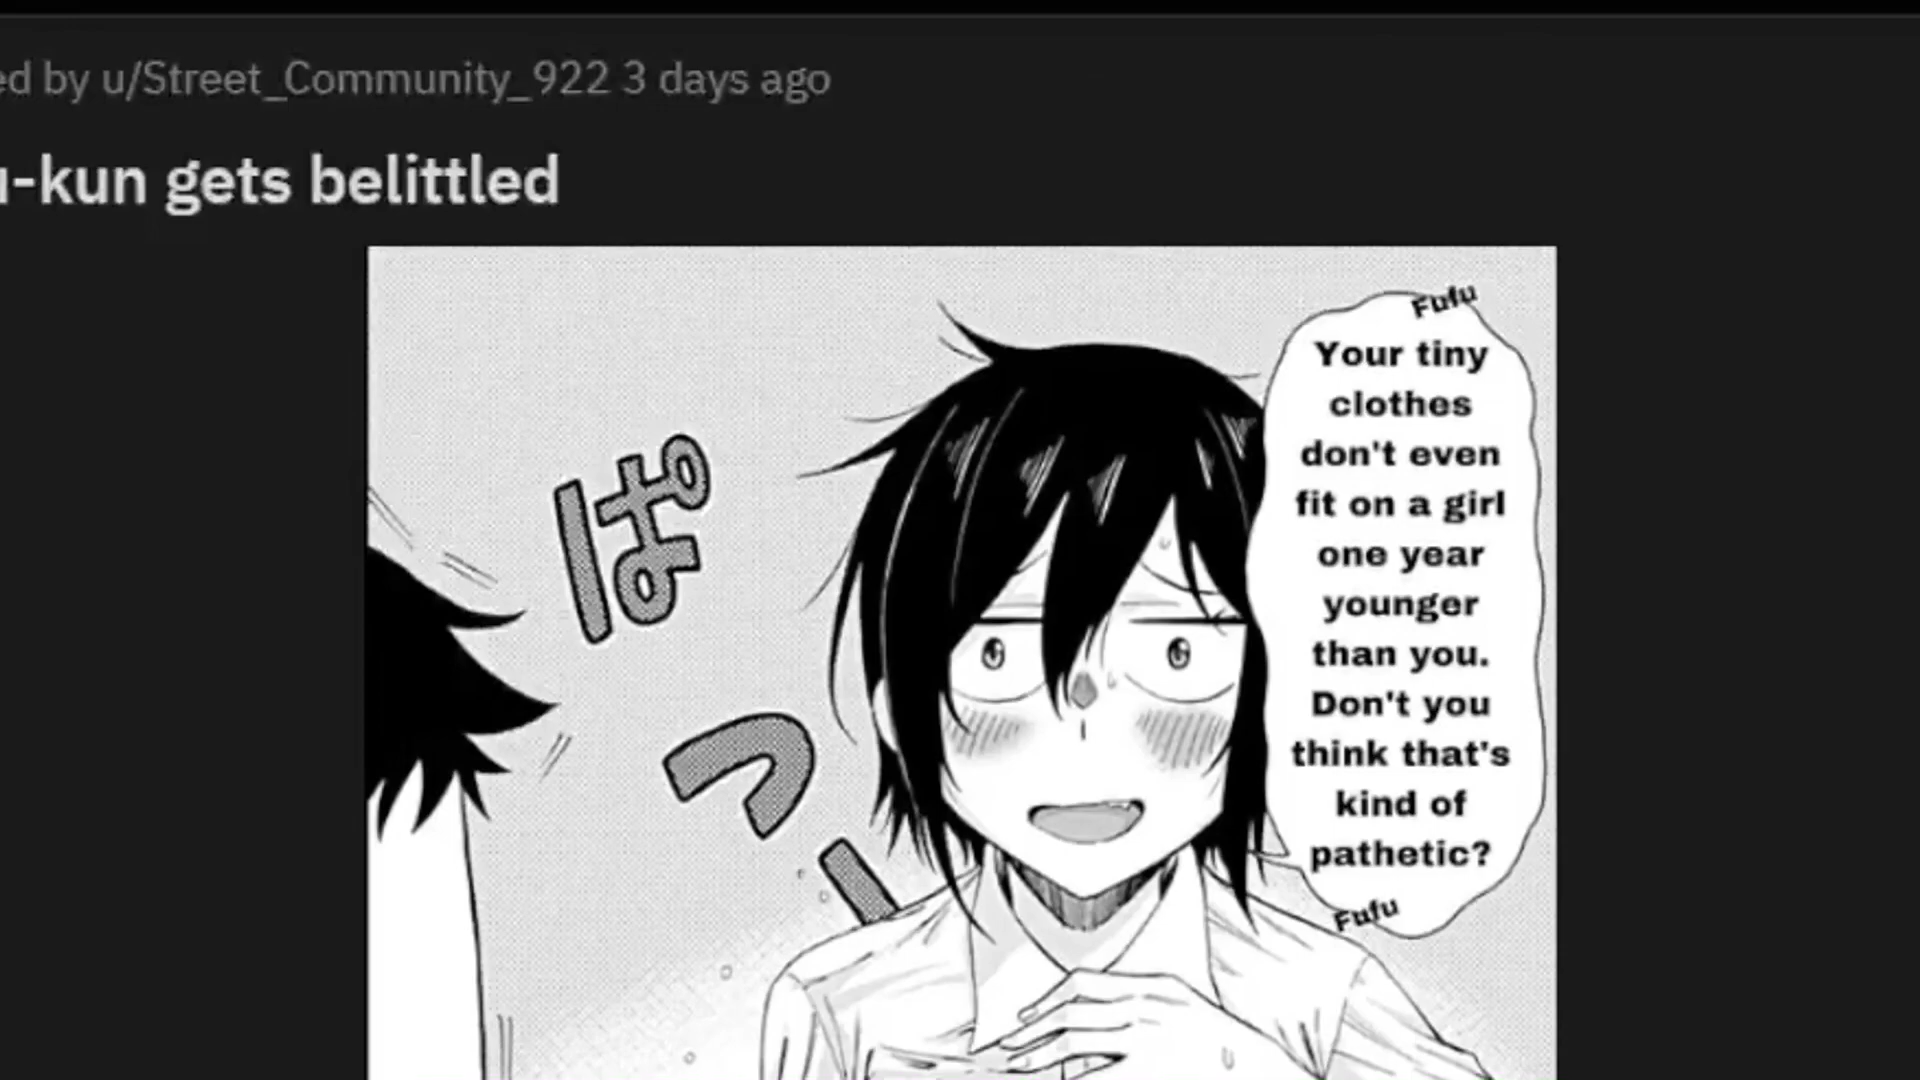 ed by u/Street_Community_922 3 days ago
u-kun gets belittled
Fufu
Your tiny
clothes
don't even
fit on a girl
one year
younger
than you.
Don't you
think that's
kind of
pathetic?
Fufu
ぱ
っ